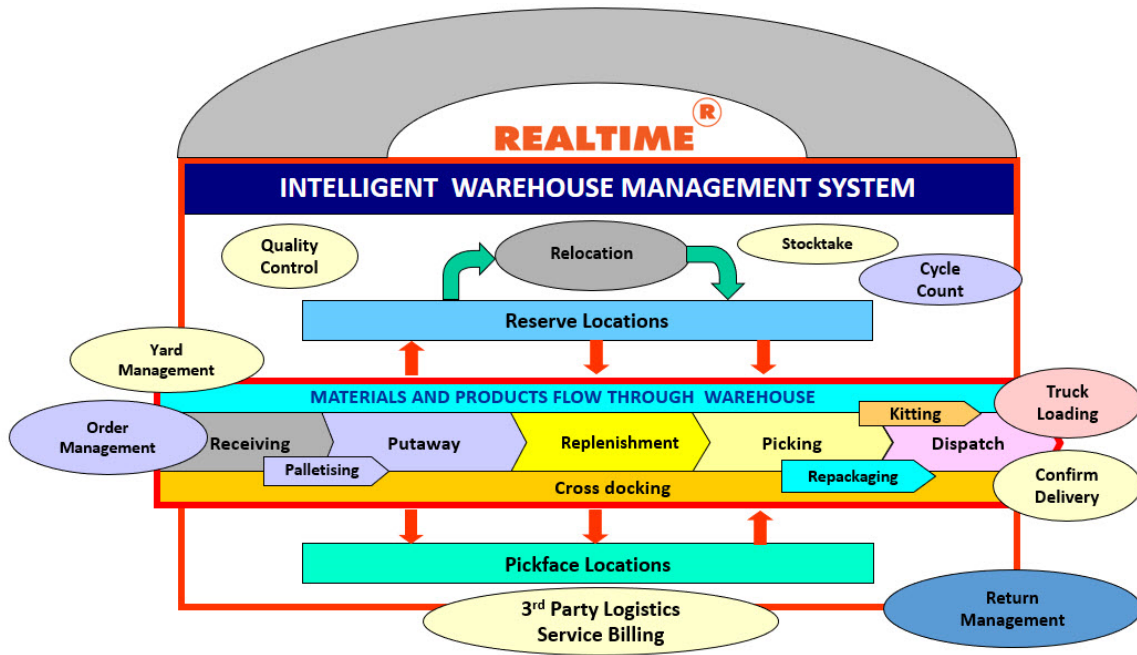 REALTIME®
INTELLIGENT WAREHOUSE MANAGEMENT SYSTEM
Quality
Control
Relocation
Stocktake
Cycle
Count
Reserve Locations
Yard
Management
MATERIALS AND PRODUCTS FLOW THROUGH WAREHOUSE
Truck
Loading
Kitting
Order
Management
Receiving
Putaway
Replenishment
Picking
Dispatch
Palletising
Repackaging
Cross docking
Confirm
Delivery
Pickface Locations
3rd Party Logistics
Service Billing
Return
Management